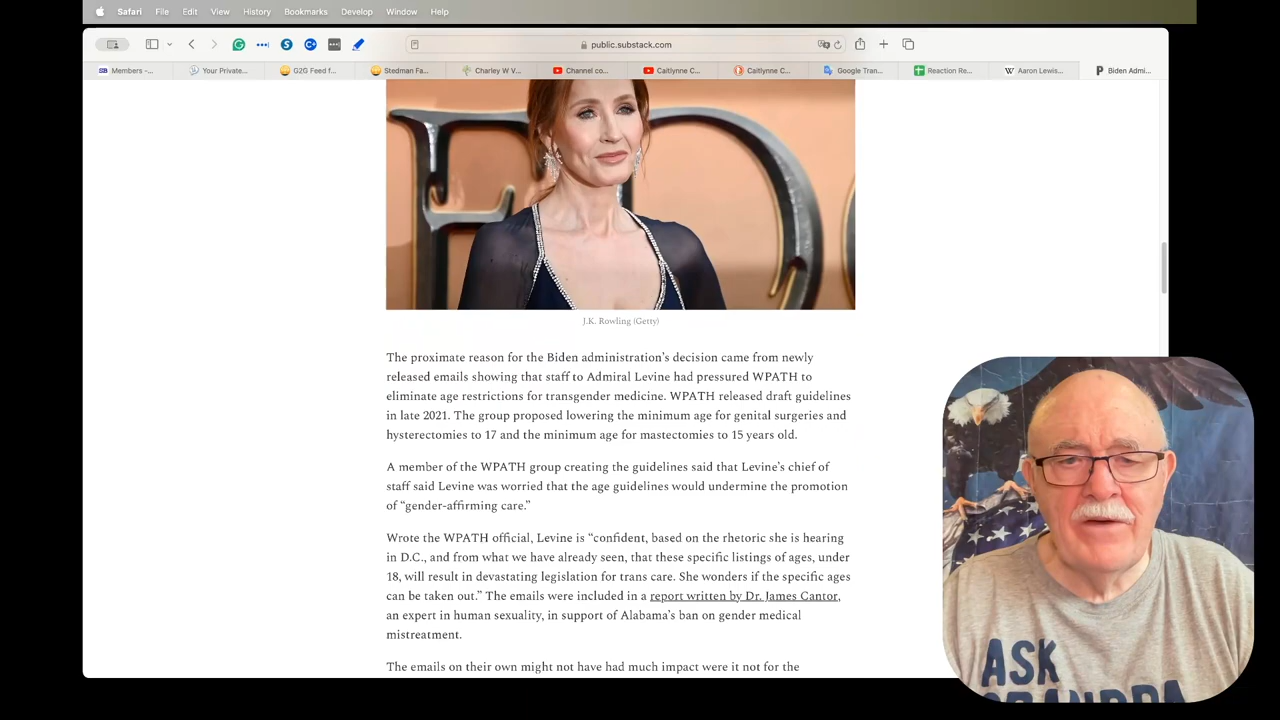 Safari File Edit View History Bookmarks Develop Window Help
public.substack.com
SB Members –... Your Private... G2G Feed f... Stedman Fa... Charley W V... Channel co... Caitlynne C... Caitlynne C... Google Tran... Reaction Re... W Aaron Lewis... P Biden Admi...
J.K. Rowling (Getty)
The proximate reason for the Biden administration’s decision came from newly
released emails showing that staff to Admiral Levine had pressured WPATH to
eliminate age restrictions for transgender medicine. WPATH released draft guidelines
in late 2021. The group proposed lowering the minimum age for genital surgeries and
hysterectomies to 17 and the minimum age for mastectomies to 15 years old.
A member of the WPATH group creating the guidelines said that Levine’s chief of
staff said Levine was worried that the age guidelines would undermine the promotion
of “gender-affirming care.”
Wrote the WPATH official, Levine is “confident, based on the rhetoric she is hearing
in D.C., and from what we have already seen, that these specific listings of ages, under
18, will result in devastating legislation for trans care. She wonders if the specific ages
can be taken out.” The emails were included in a report written by Dr. James Cantor,
an expert in human sexuality, in support of Alabama’s ban on gender medical
mistreatment.
The emails on their own might not have had much impact were it not for the
ASK